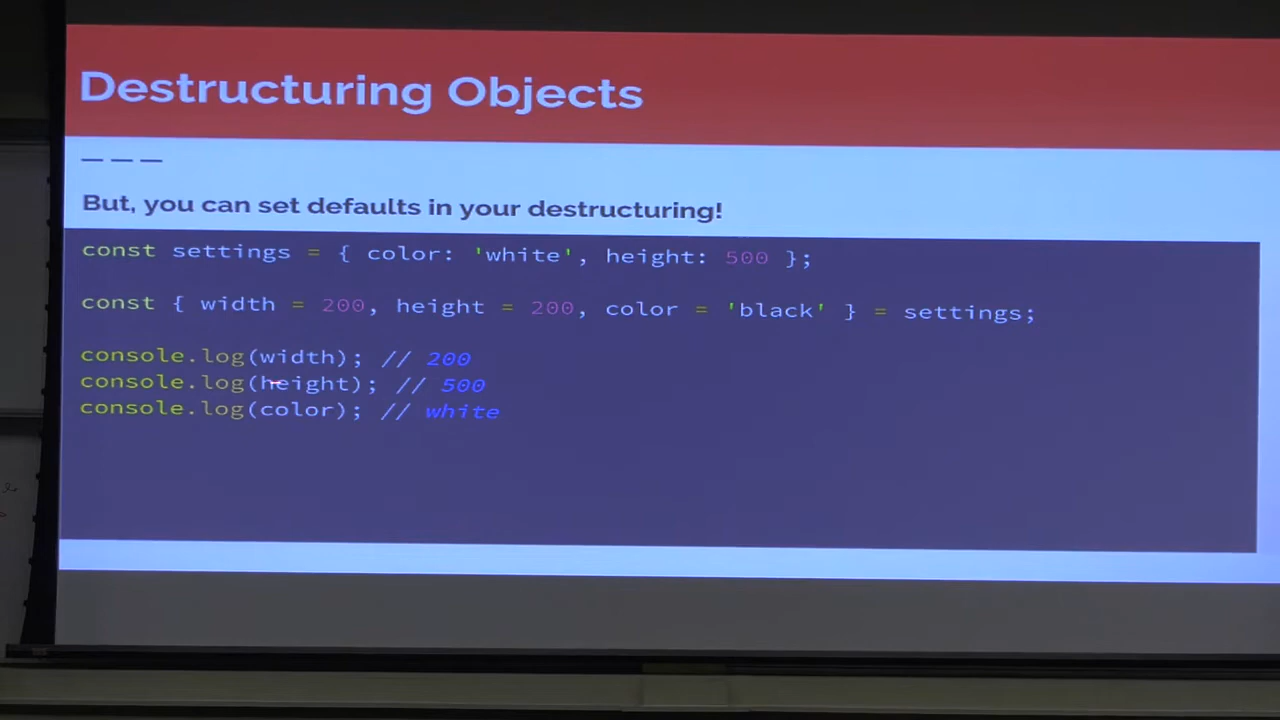 Destructuring Objects
But, you can set defaults in your destructuring!
const settings = { color: 'white', height: 500 };
const { width = 200, height = 200, color = 'black' } = settings;
console.log(width); // 200
console.log(height); // 500
console.log(color); // white